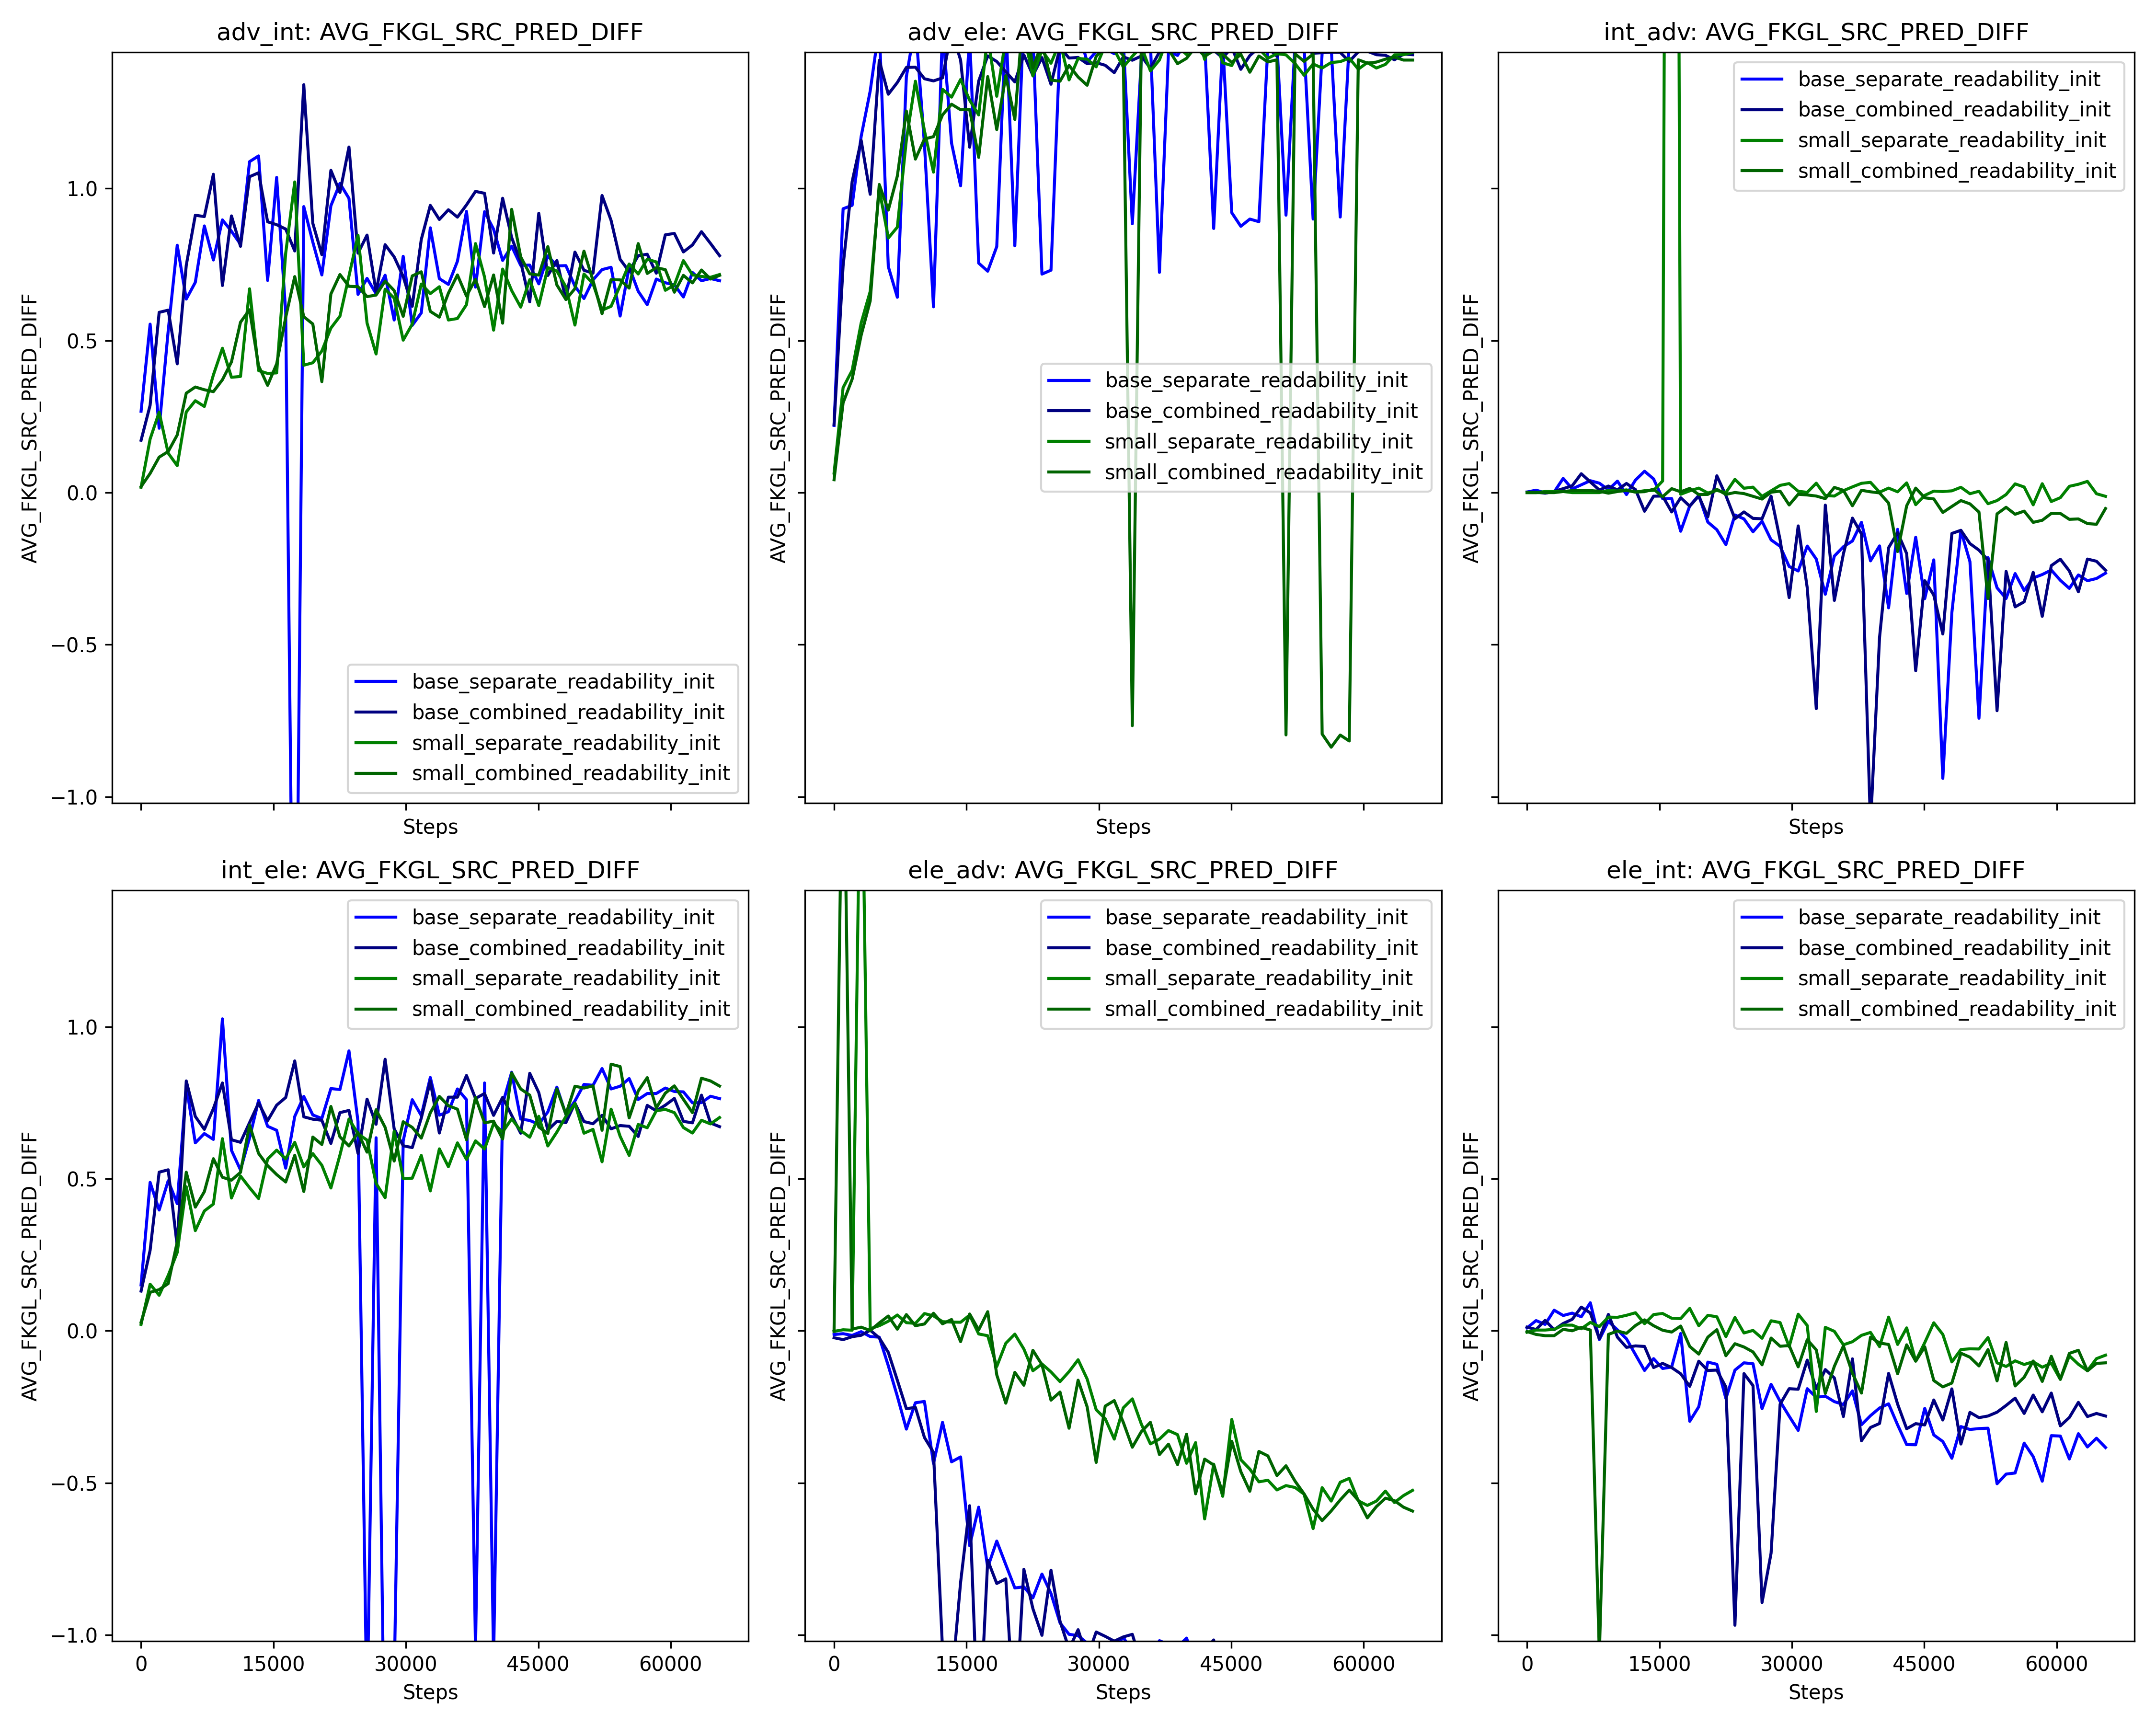 adv_int: AVG_FKGL_SRC_PRED_DIFF
AVG_FKGL_SRC_PRED_DIFF
1.0
0.5
0.0
−0.5
−1.0
base_separate_readability_init
base_combined_readability_init
small_separate_readability_init
small_combined_readability_init
Steps
adv_ele: AVG_FKGL_SRC_PRED_DIFF
AVG_FKGL_SRC_PRED_DIFF
base_separate_readability_init
base_combined_readability_init
small_separate_readability_init
small_combined_readability_init
Steps
int_adv: AVG_FKGL_SRC_PRED_DIFF
AVG_FKGL_SRC_PRED_DIFF
base_separate_readability_init
base_combined_readability_init
small_separate_readability_init
small_combined_readability_init
Steps
int_ele: AVG_FKGL_SRC_PRED_DIFF
AVG_FKGL_SRC_PRED_DIFF
1.0
0.5
0.0
−0.5
−1.0
base_separate_readability_init
base_combined_readability_init
small_separate_readability_init
small_combined_readability_init
0 15000 30000 45000 60000
Steps
ele_adv: AVG_FKGL_SRC_PRED_DIFF
AVG_FKGL_SRC_PRED_DIFF
base_separate_readability_init
base_combined_readability_init
small_separate_readability_init
small_combined_readability_init
0 15000 30000 45000 60000
Steps
ele_int: AVG_FKGL_SRC_PRED_DIFF
AVG_FKGL_SRC_PRED_DIFF
base_separate_readability_init
base_combined_readability_init
small_separate_readability_init
small_combined_readability_init
0 15000 30000 45000 60000
Steps